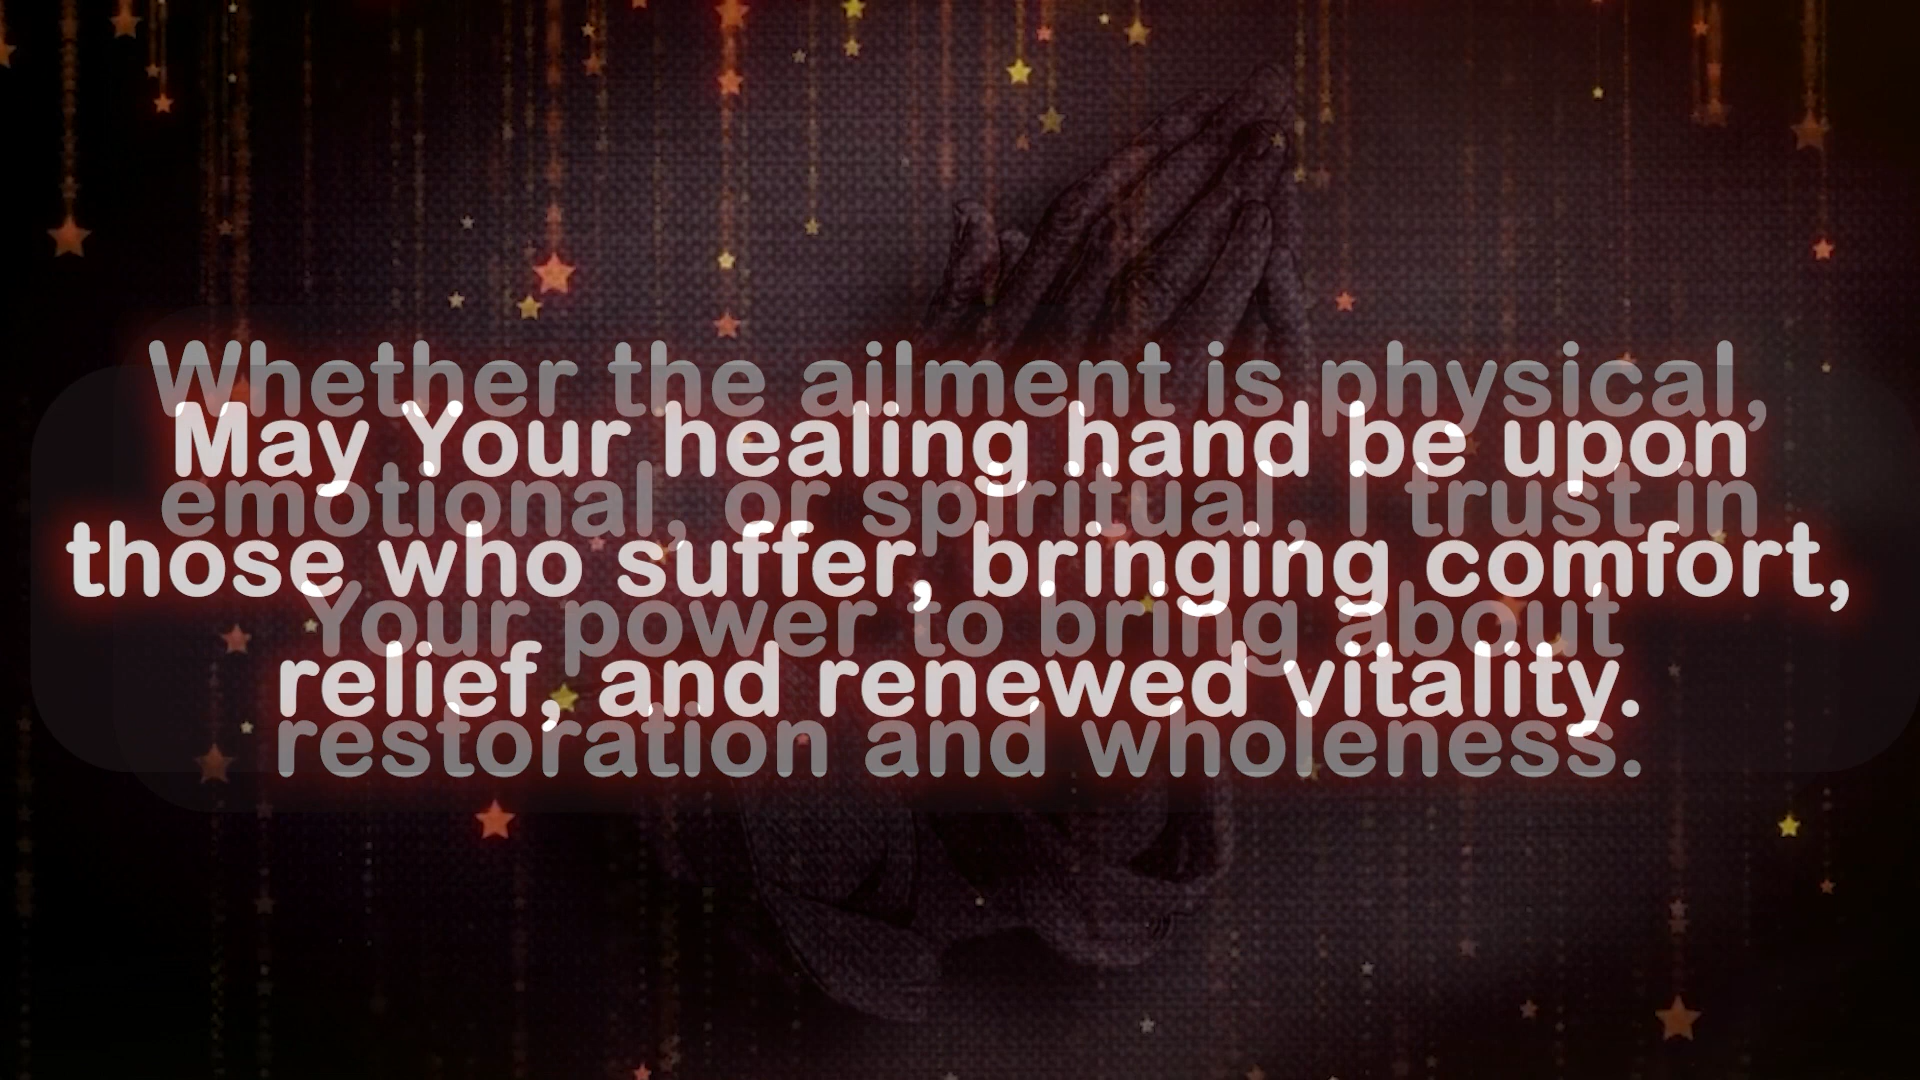 Whether the ailment is physical,
emotional, or spiritual, I trust in
Your power to bring about
restoration and wholeness.
May Your healing hand be upon
those who suffer, bringing comfort,
relief, and renewed vitality.